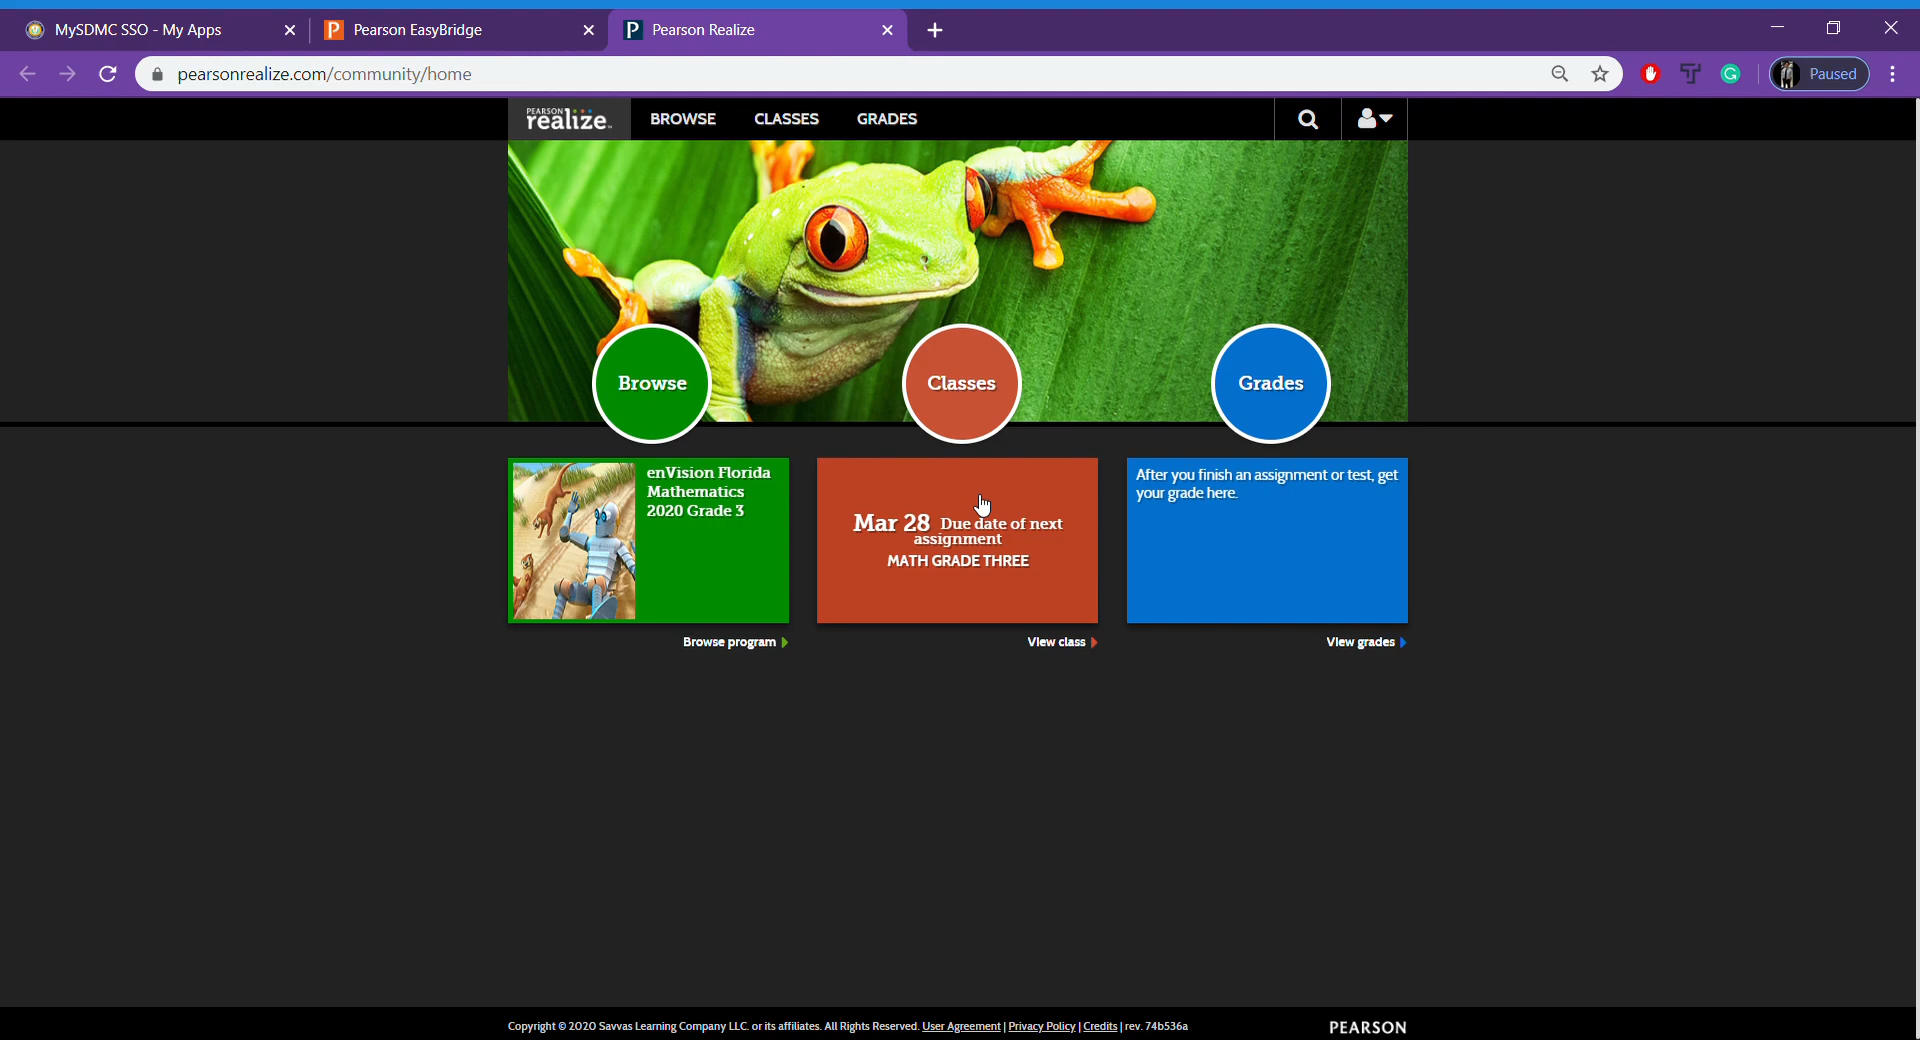 MySDMC SSO - My Apps
Pearson EasyBridge
Pearson Realize
pearsonrealize.com/community/home
Paused
PEARSON
realize
BROWSE
CLASSES
GRADES
Browse
Classes
Grades
enVision Florida
Mathematics
2020 Grade 3
Mar 28 Due date of next
assignment
MATH GRADE THREE
After you finish an assignment or test, get
your grade here.
Browse program
View class
View grades
Copyright © 2020 Savvas Learning Company LLC. or its affiliates. All Rights Reserved. User Agreement | Privacy Policy | Credits | rev. 74b536a
PEARSON